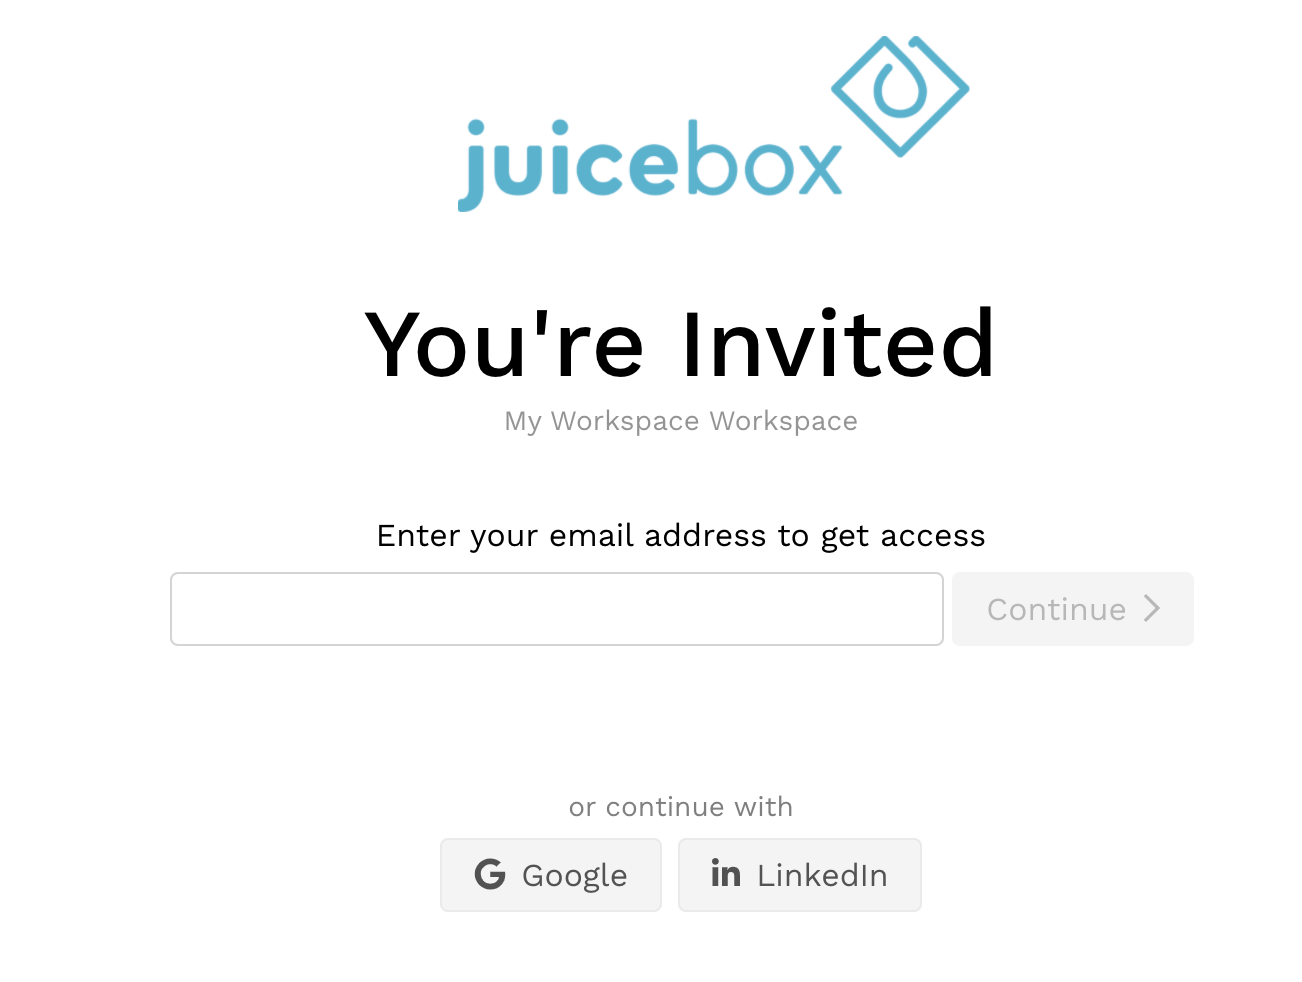 juicebox
You're Invited
My Workspace Workspace
Enter your email address to get access
Continue
or continue with
Google
LinkedIn